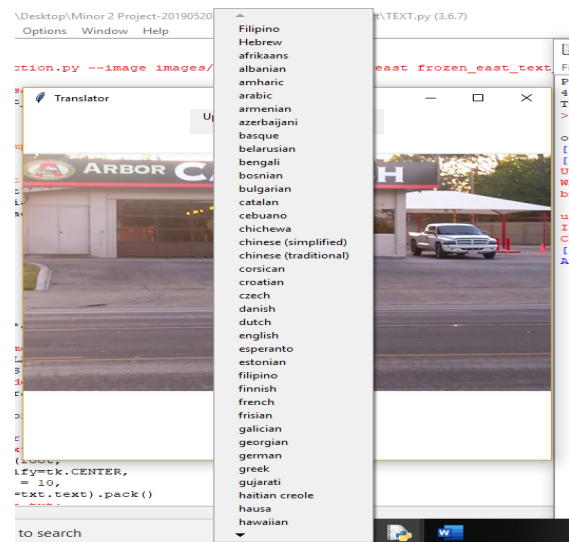 \Desktop\Minor 2 Project-20190520
t\TEXT.py (3.6.7)
Options Window Help
ction.py --image images/
east frozen_east_text_
Translator
Up
ARBOR CA
H
Filipino
Hebrew
afrikaans
albanian
amharic
arabic
armenian
azerbaijani
basque
belarusian
bengali
bosnian
bulgarian
catalan
cebuano
chichewa
chinese (simplified)
chinese (traditional)
corsican
croatian
czech
danish
dutch
english
esperanto
estonian
filipino
finnish
french
frisian
galician
georgian
german
greek
gujarati
haitian creole
hausa
hawaiian
(root,
ify=tk.CENTER,
= 10,
=txt.text).pack()
to search